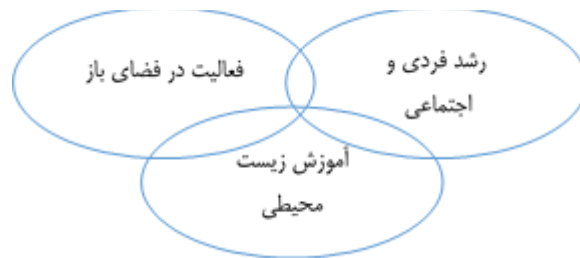 رشد فردی و
اجتماعی
فعالیت در فضای باز
آموزش زیست
محیطی